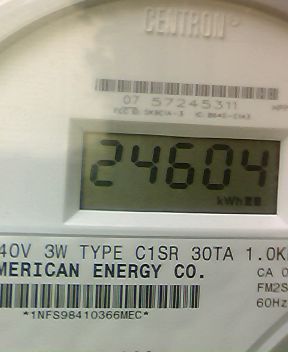 CENTRON
07 57245311
24604
kWh
40V 3W TYPE C1SR 30TA 1.0K
MERICAN ENERGY CO.
CA 0
FM2S
60Hz
*1NFS98410366MEC*